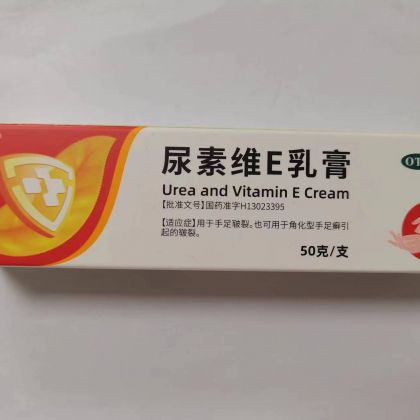 尿素维E乳膏
OT
Urea and Vitamin E Cream
【批准文号】国药准字H13023395
【适应症】用于手足皲裂。也可用于角化型手足癣引
起的皲裂。
50克/支